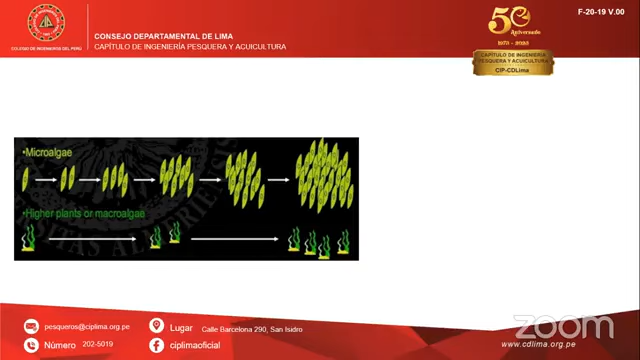 COLEGIO DE INGENIEROS DEL PERÚ
CONSEJO DEPARTAMENTAL DE LIMA
CAPÍTULO DE INGENIERÍA PESQUERA Y ACUICULTURA
50
Aniversario
CAPÍTULO DE INGENIERÍA
PESQUERA Y ACUICULTURA
CIP-CDLima
F-20-19 V.00
•Microalgae
•Higher plants or macroalgae
pesqueros@ciplima.org.pe
Número 202-5019
Lugar Calle Barcelona 290, San Isidro
ciplimaoficial
zoom
www.cdlima.org.pe